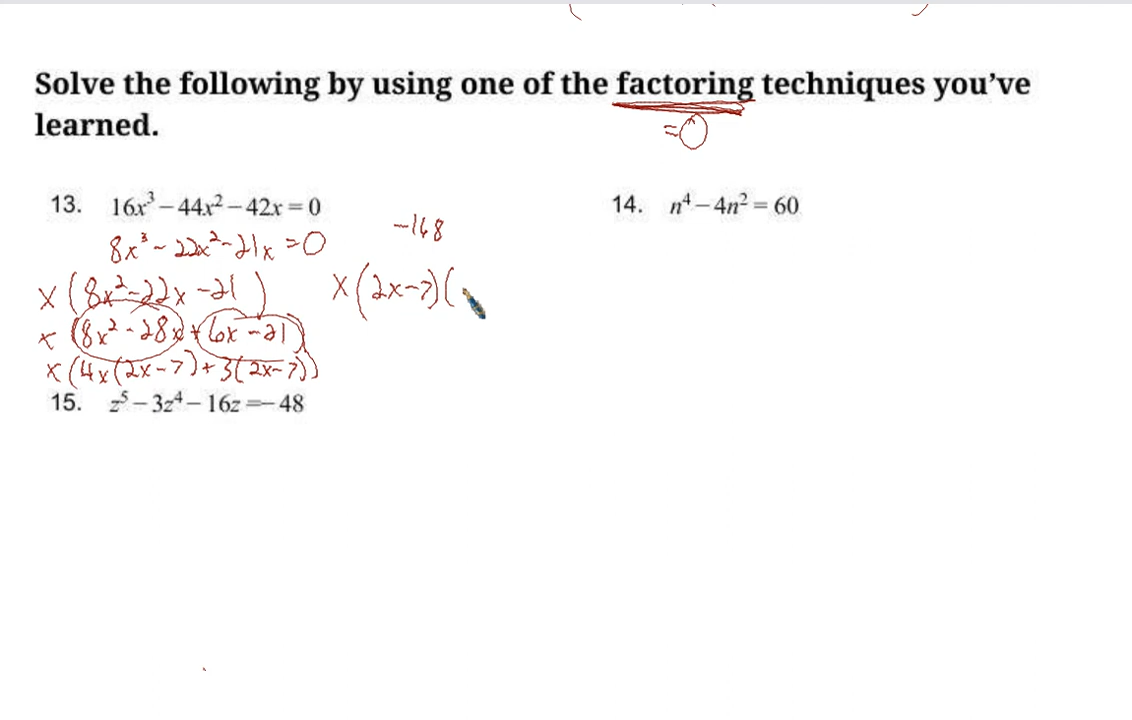 Solve the following by using one of the factoring techniques you've
learned.
=0
13. 16x³ – 44x² – 42x = 0
14. n⁴ – 4n² = 60
8x³ - 22x² - 21x = 0
-168
x(8x² - 22x - 21)
x(2x-7)(
x(8x² - 28x + 6x - 21)
x(4x(2x-7) + 3(2x-7))
15. z⁵ – 3z⁴ – 16z = – 48